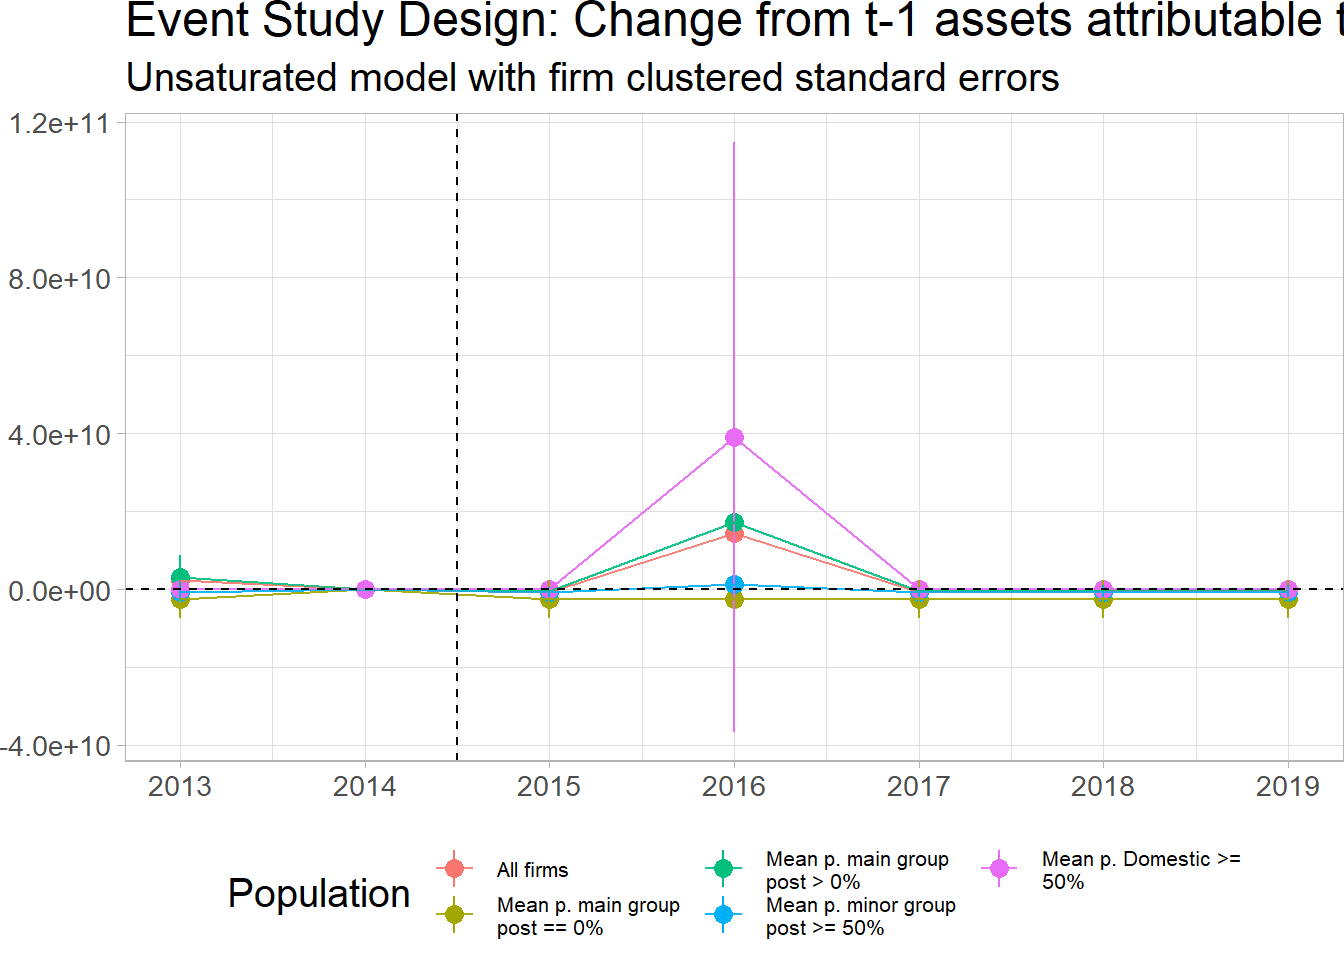 Event Study Design: Change from t-1 assets attributable t
Unsaturated model with firm clustered standard errors
1.2e+11
8.0e+10
4.0e+10
0.0e+00
-4.0e+10
2013 2014 2015 2016 2017 2018 2019
Population
All firms
Mean p. main group
post == 0%
Mean p. main group
post > 0%
Mean p. minor group
post >= 50%
Mean p. Domestic >=
50%